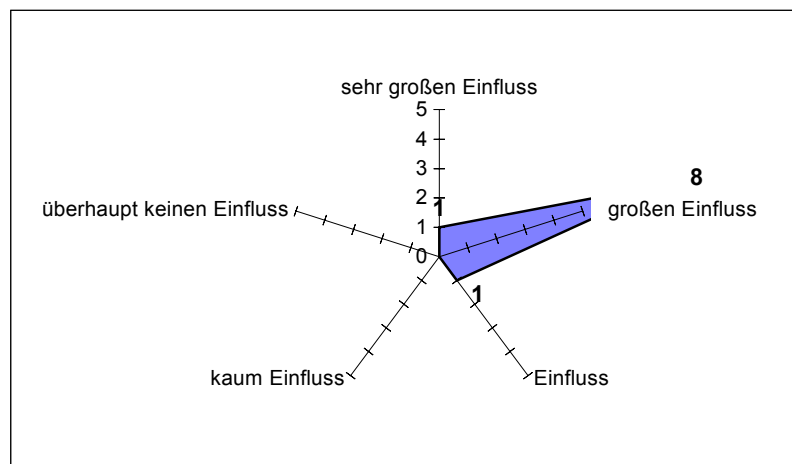 sehr großen Einfluss
5
4
3
2
1
1
0
8
großen Einfluss
überhaupt keinen Einfluss
1
kaum Einfluss
Einfluss